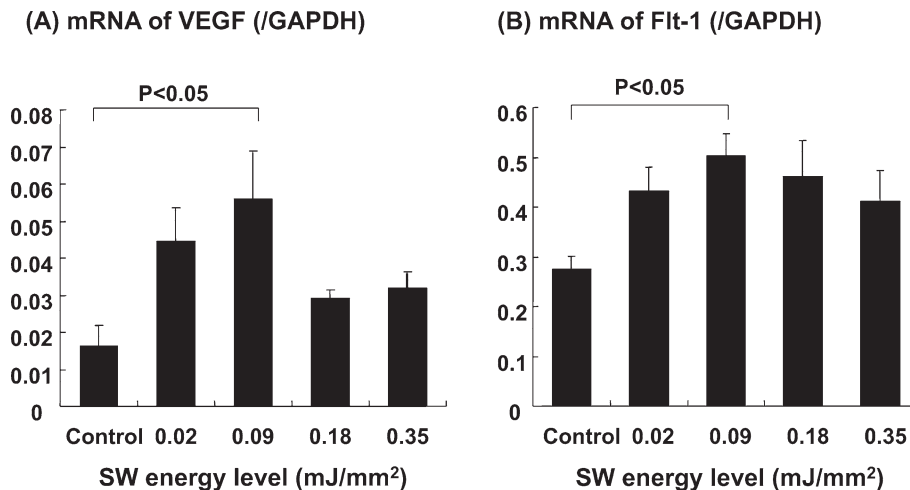 (A) mRNA of VEGF (/GAPDH)
P<0.05
0.08
0.07
0.06
0.05
0.04
0.03
0.02
0.01
0
Control 0.02 0.09 0.18 0.35
SW energy level (mJ/mm²)
(B) mRNA of Flt-1 (/GAPDH)
P<0.05
0.6
0.5
0.4
0.3
0.2
0.1
0
Control 0.02 0.09 0.18 0.35
SW energy level (mJ/mm²)